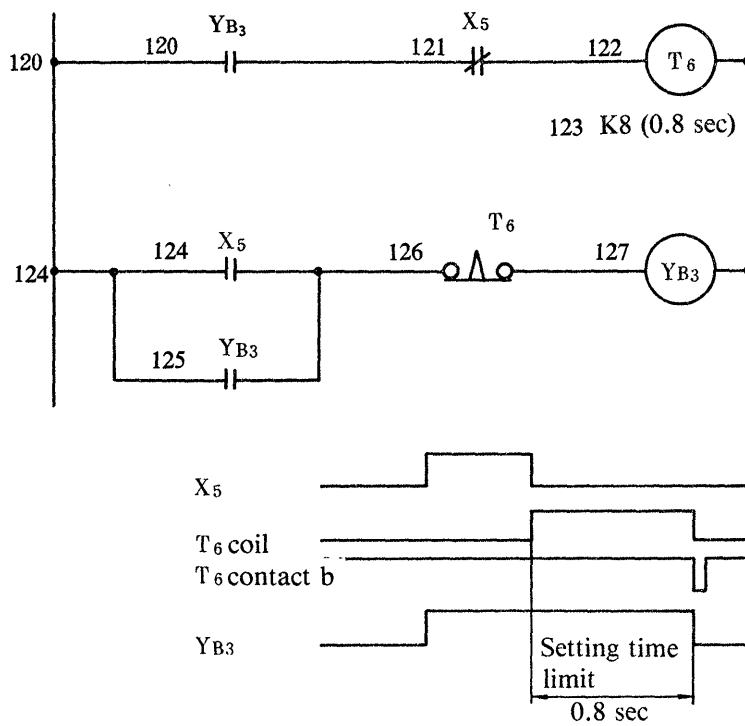 YB3
X5
120 120 121 122 T6
123 K8 (0.8 sec)
T6
124 124 X5 126 127 YB3
125 YB3
X5
T6 coil
T6 contact b
YB3
Setting time
limit
0.8 sec